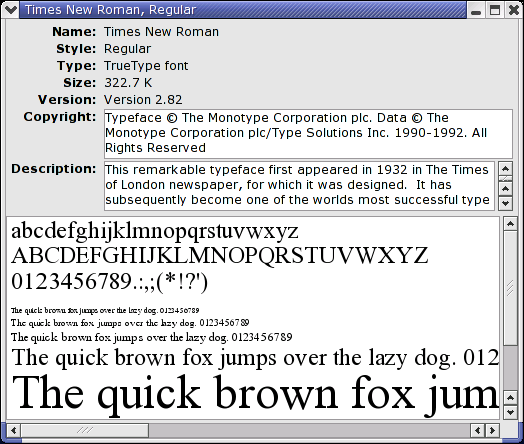 Times New Roman, Regular
Name: Times New Roman
Style: Regular
Type: TrueType font
Size: 322.7 K
Version: Version 2.82
Copyright: Typeface © The Monotype Corporation plc. Data © The
Monotype Corporation plc/Type Solutions Inc. 1990-1992. All
Rights Reserved
Description: This remarkable typeface first appeared in 1932 in The Times
of London newspaper, for which it was designed.  It has
subsequently become one of the worlds most successful type
abcdefghijklmnopqrstuvwxyz
ABCDEFGHIJKLMNOPQRSTUVWXYZ
0123456789.:,;(*!?')
The quick brown fox jumps over the lazy dog. 0123456789
The quick brown fox jumps over the lazy dog. 0123456789
The quick brown fox jumps over the lazy dog. 0123456789
The quick brown fox jumps over the lazy dog. 012
The quick brown fox jum